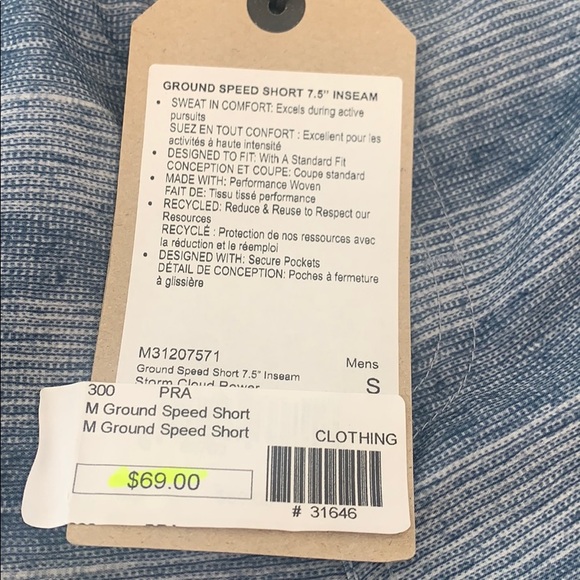 GROUND SPEED SHORT 7.5" INSEAM
• SWEAT IN COMFORT: Excels during active
pursuits
SUEZ EN TOUT CONFORT : Excellent pour les
activités à haute intensité
• DESIGNED TO FIT: With A Standard Fit
CONCEPTION ET COUPE: Coupe standard
• MADE WITH: Performance Woven
FAIT DE: Tissu tissé performance
• RECYCLED: Reduce & Reuse to Respect our
Resources
RECYCLÉ : Protection de nos ressources avec
la réduction et le réemploi
• DESIGNED WITH: Secure Pockets
DÉTAIL DE CONCEPTION: Poches à fermeture
à glissière
M31207571
Mens
Ground Speed Short 7.5" Inseam
Storm Cloud Power
S
300 PRA
M Ground Speed Short
M Ground Speed Short
CLOTHING
$69.00
# 31646